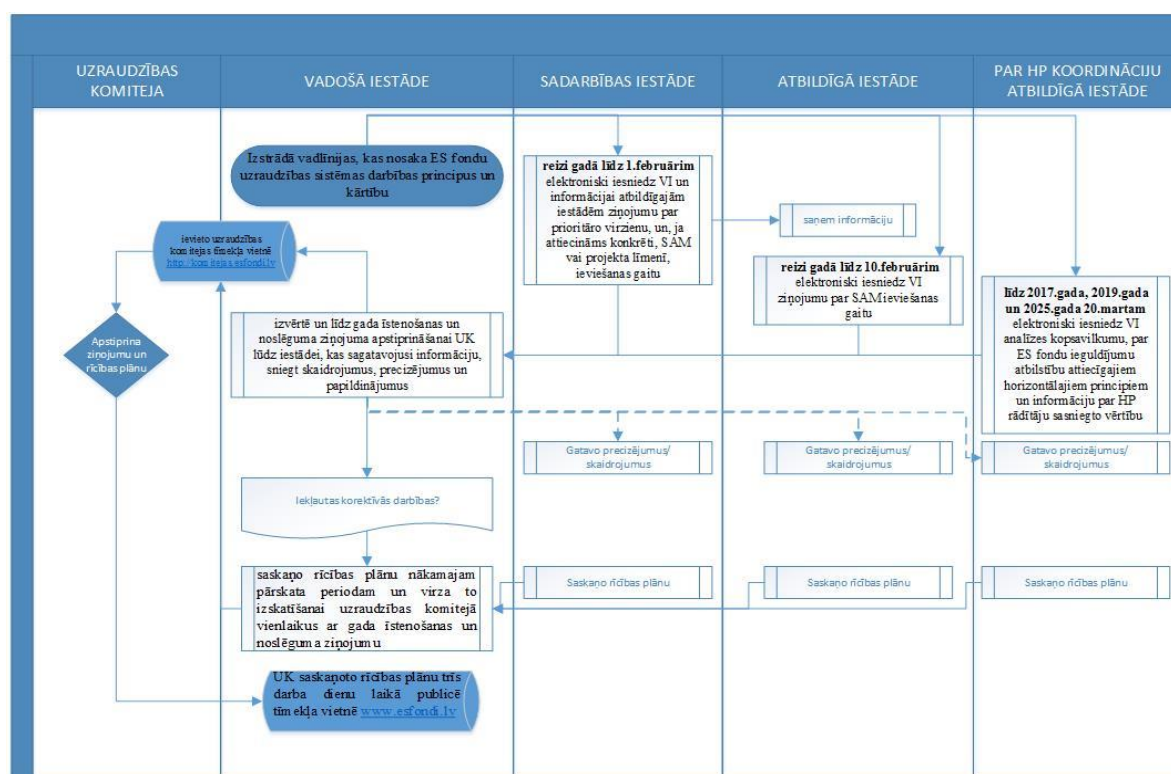 UZRAUDZĪBAS
KOMITEJA
VADOŠĀ IESTĀDE
SADARBĪBAS IESTĀDE
ATBILDĪGĀ IESTĀDE
PAR HP KOORDINĀCIJU
ATBILDĪGĀ IESTĀDE
Izstrādā vadlīnijas, kas nosaka ES fondu
uzraudzības sistēmas darbības principus un
kārtību
reizi gadā līdz 1.februārim
elektroniski iesniedz VI un
informācijai atbildīgajām
iestādēm ziņojumu par
prioritāro virzienu, un, ja
attiecināms konkrēti, SAM
vai projekta līmenī,
ieviešanas gaitu
saņem informāciju
ievieto uzraudzības
komitejas tīmekļa vietnē
http://komitejas.esfondi.lv
reizi gadā līdz 10.februārim
elektroniski iesniedz VI
ziņojumu par SAM ieviešanas
gaitu
līdz 2017.gada, 2019.gada
un 2025.gada 20.martam
elektroniski iesniedz VI
analīzes kopsavilkumu, par
ES fondu ieguldījumu
atbilstību attiecīgajiem
horizontālajiem principiem
un informāciju par HP
rādītāju sasniegto vērtību
izvērtē un līdz gada īstenošanas un
noslēguma ziņojuma apstiprināšanai UK
lūdz iestādei, kas sagatavojusi informāciju,
sniegt skaidrojumus, precizējumus un
papildinājumus
Apstiprina
ziņojumu un
rīcības plānu
Gatavo precizējumus/
skaidrojumus
Gatavo precizējumus/
skaidrojumus
Gatavo precizējumus/
skaidrojumus
Iekļautas korektīvās darbības?
saskaņo rīcības plānu nākamajam
pārskata periodam un virza to
izskatīšanai uzraudzības komitejā
vienlaikus ar gada īstenošanas un
noslēguma ziņojumu
Saskaņo rīcības plānu
Saskaņo rīcības plānu
Saskaņo rīcības plānu
UK saskaņoto rīcības plānu trīs
darba dienu laikā publicē
tīmekļa vietnē www.esfondi.lv